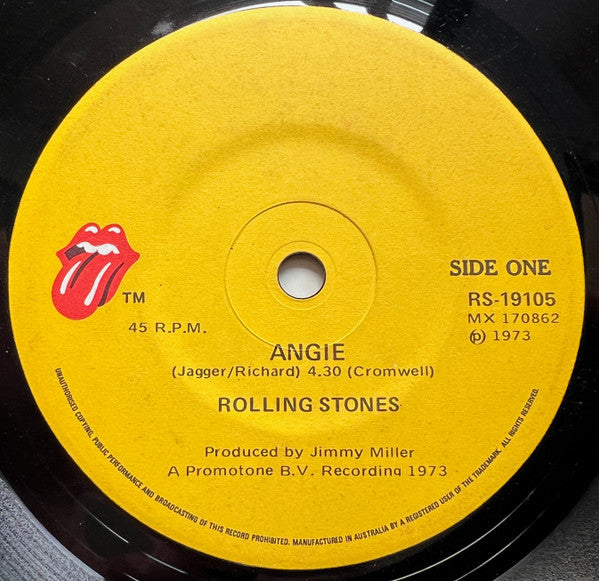 SIDE ONE
RS-19105
MX 170862
℗ 1973
TM
45 R.P.M.
ANGIE
(Jagger/Richard) 4.30 (Cromwell)
ROLLING STONES
Produced by Jimmy Miller
A Promotone B.V. Recording 1973
UNAUTHORISED COPYING, PUBLIC PERFORMANCE AND BROADCASTING OF THIS RECORD PROHIBITED. MANUFACTURED IN AUSTRALIA BY A REGISTERED USER OF THE TRADEMARK. ALL RIGHTS RESERVED.